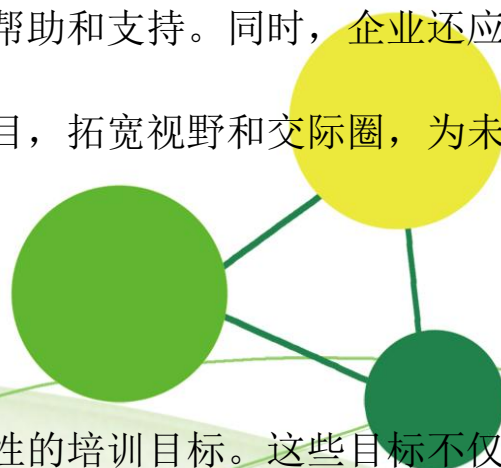 帮助和支持。同时，企业还应
目，拓宽视野和交际圈，为未
性的培训目标。这些目标不仅